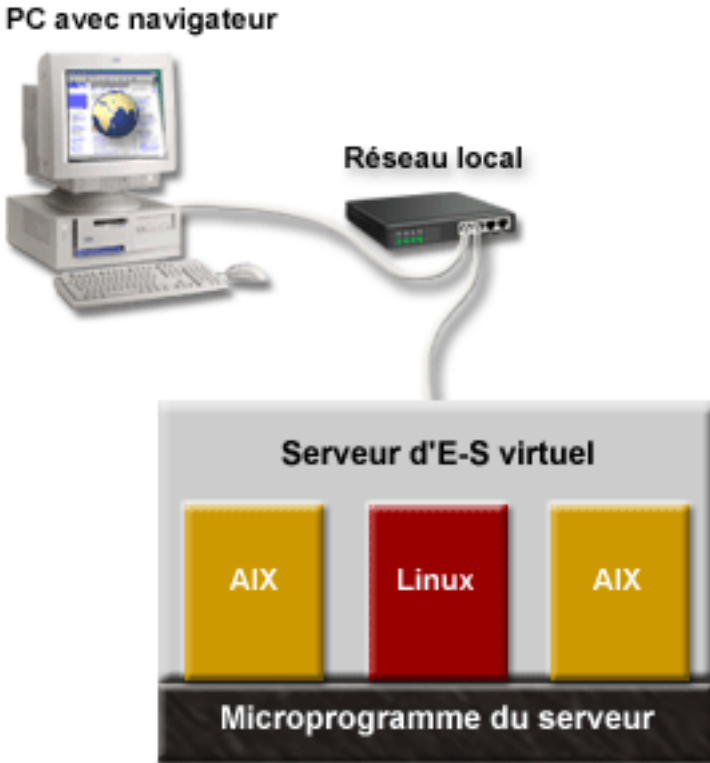 PC avec navigateur
Réseau local
Serveur d'E-S virtuel
AIX
Linux
AIX
Microprogramme du serveur